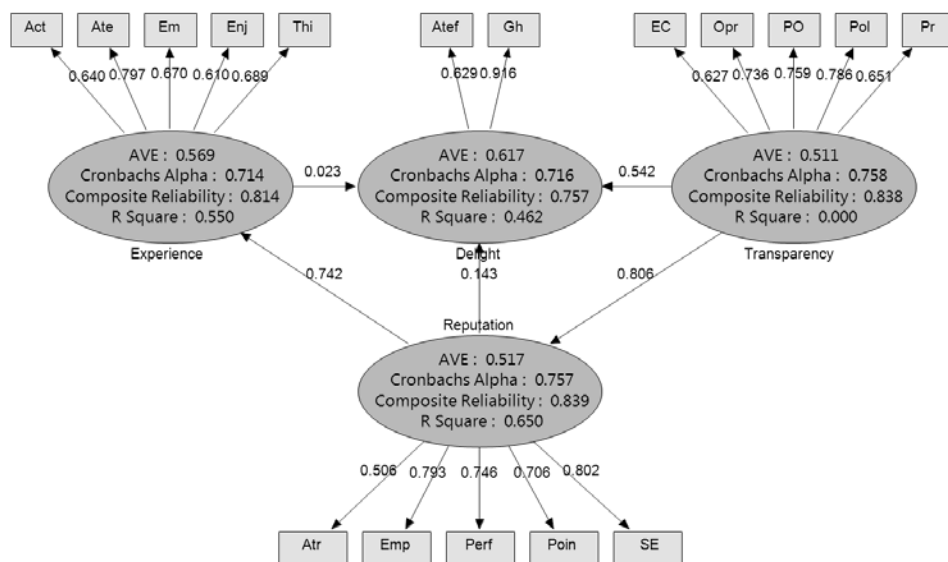 Act Ate Em Enj Thi Atef Gh EC Opr PO Pol Pr
0.640 0.797 0.670 0.610 0.689 0.629 0.916 0.627 0.736 0.759 0.786 0.651
AVE : 0.569
Cronbachs Alpha : 0.714
Composite Reliability : 0.814
R Square : 0.550
Experience
0.023
AVE : 0.617
Cronbachs Alpha : 0.716
Composite Reliability : 0.757
R Square : 0.462
Delight
0.542
AVE : 0.511
Cronbachs Alpha : 0.758
Composite Reliability : 0.838
R Square : 0.000
Transparency
0.742 0.143 0.806
Reputation
AVE : 0.517
Cronbachs Alpha : 0.757
Composite Reliability : 0.839
R Square : 0.650
0.506 0.793 0.746 0.706 0.802
Atr Emp Perf Poin SE